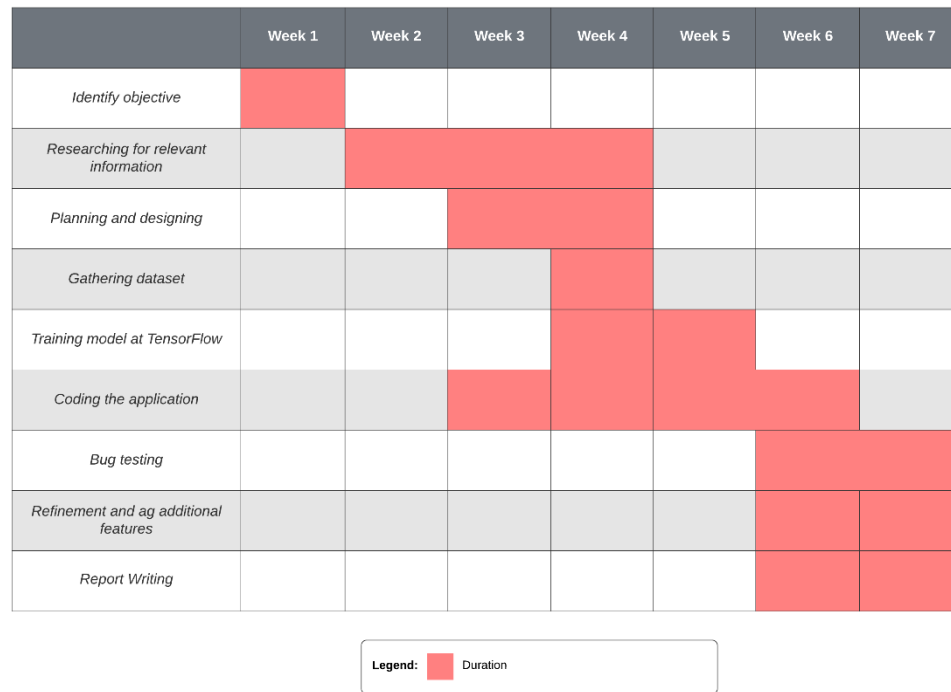 Week 1 Week 2 Week 3 Week 4 Week 5 Week 6 Week 7
Identify objective
Researching for relevant
information
Planning and designing
Gathering dataset
Training model at TensorFlow
Coding the application
Bug testing
Refinement and ag additional
features
Report Writing
Legend: Duration